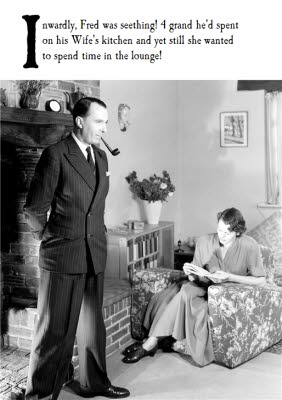 Inwardly, Fred was seething! 4 grand he'd spent
on his Wife's kitchen and yet still she wanted
to spend time in the lounge!